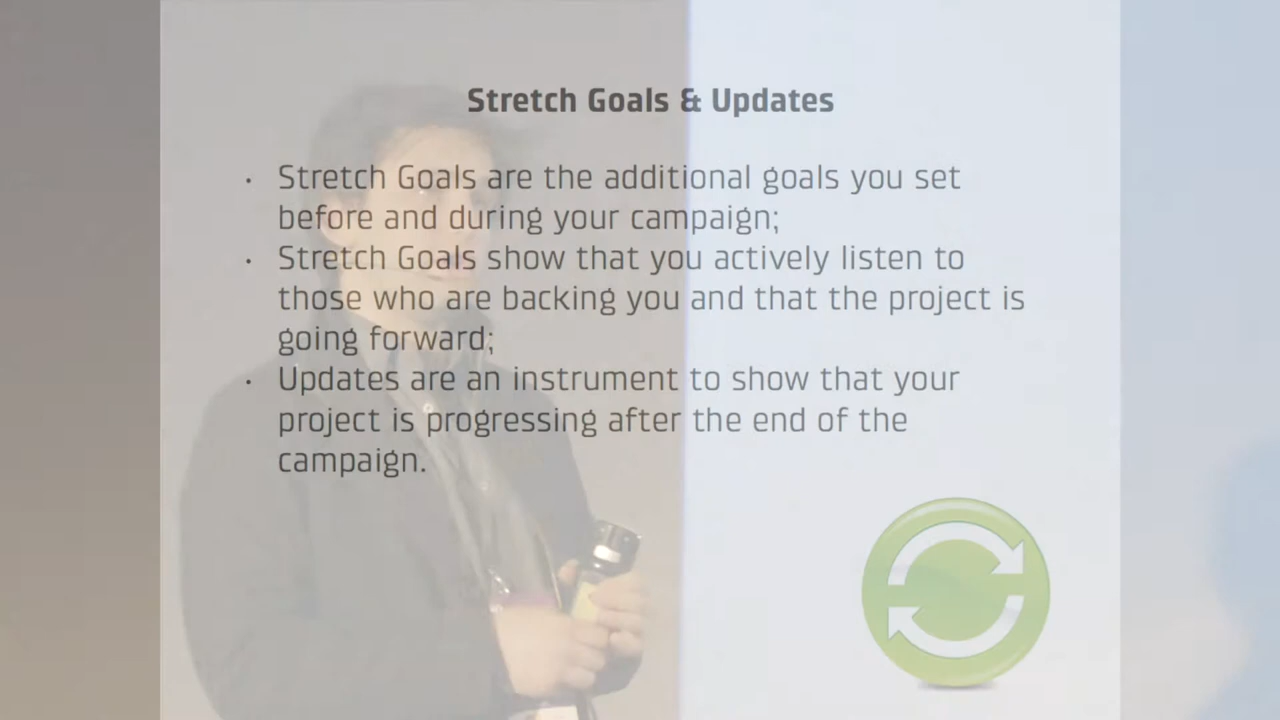 Stretch Goals & Updates
• Stretch Goals are the additional goals you set
before and during your campaign;
• Stretch Goals show that you actively listen to
those who are backing you and that the project is
going forward;
• Updates are an instrument to show that your
project is progressing after the end of the
campaign.